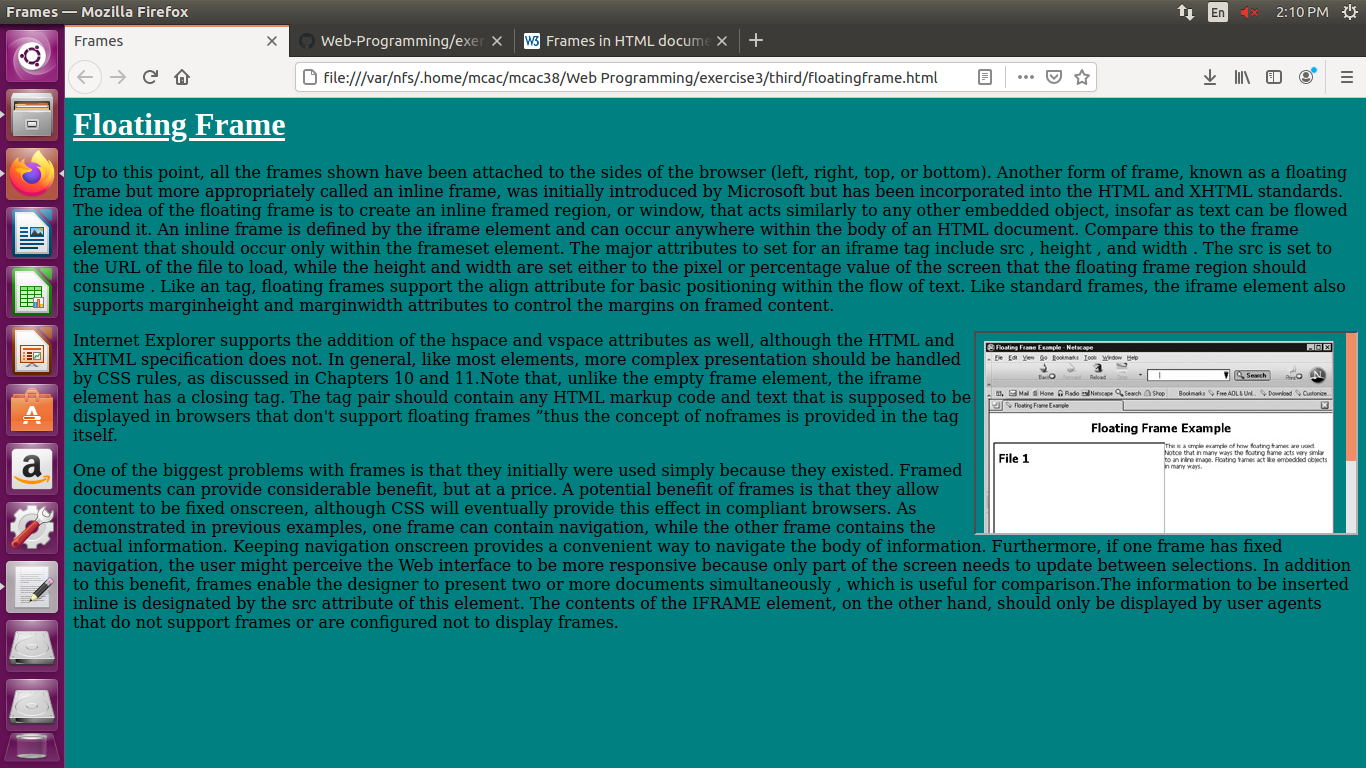 Frames — Mozilla Firefox
En
2:10 PM
Frames
Web-Programming/exer
W3
Frames in HTML docume
file:///var/nfs/.home/mcac/mcac38/Web Programming/exercise3/third/floatingframe.html
Floating Frame
Up to this point, all the frames shown have been attached to the sides of the browser (left, right, top, or bottom). Another form of frame, known as a floating
frame but more appropriately called an inline frame, was initially introduced by Microsoft but has been incorporated into the HTML and XHTML standards.
The idea of the floating frame is to create an inline framed region, or window, that acts similarly to any other embedded object, insofar as text can be flowed
around it. An inline frame is defined by the iframe element and can occur anywhere within the body of an HTML document. Compare this to the frame
element that should occur only within the frameset element. The major attributes to set for an iframe tag include src , height , and width . The src is set to
the URL of the file to load, while the height and width are set either to the pixel or percentage value of the screen that the floating frame region should
consume . Like an tag, floating frames support the align attribute for basic positioning within the flow of text. Like standard frames, the iframe element also
supports marginheight and marginwidth attributes to control the margins on framed content.
Internet Explorer supports the addition of the hspace and vspace attributes as well, although the HTML and
XHTML specification does not. In general, like most elements, more complex presentation should be handled
by CSS rules, as discussed in Chapters 10 and 11.Note that, unlike the empty frame element, the iframe
element has a closing tag. The tag pair should contain any HTML markup code and text that is supposed to be
displayed in browsers that don't support floating frames ”thus the concept of noframes is provided in the tag
itself.
Floating Frame Example - Netscape
File Edit View Go Bookmarks Tools Window Help
Back Reload Search Print N
Mail Home Radio Netscape Search Shop Bookmarks Free AOL & Unl... Download Customize...
Floating Frame Example
Floating Frame Example
File 1
This is a simple example of how floating frames are used.
Notice that in many ways the floating frame acts very similar
to an inline image. Floating frames act like embedded objects
in many ways.
One of the biggest problems with frames is that they initially were used simply because they existed. Framed
documents can provide considerable benefit, but at a price. A potential benefit of frames is that they allow
content to be fixed onscreen, although CSS will eventually provide this effect in compliant browsers. As
demonstrated in previous examples, one frame can contain navigation, while the other frame contains the
actual information. Keeping navigation onscreen provides a convenient way to navigate the body of information. Furthermore, if one frame has fixed
navigation, the user might perceive the Web interface to be more responsive because only part of the screen needs to update between selections. In addition
to this benefit, frames enable the designer to present two or more documents simultaneously , which is useful for comparison.The information to be inserted
inline is designated by the src attribute of this element. The contents of the IFRAME element, on the other hand, should only be displayed by user agents
that do not support frames or are configured not to display frames.